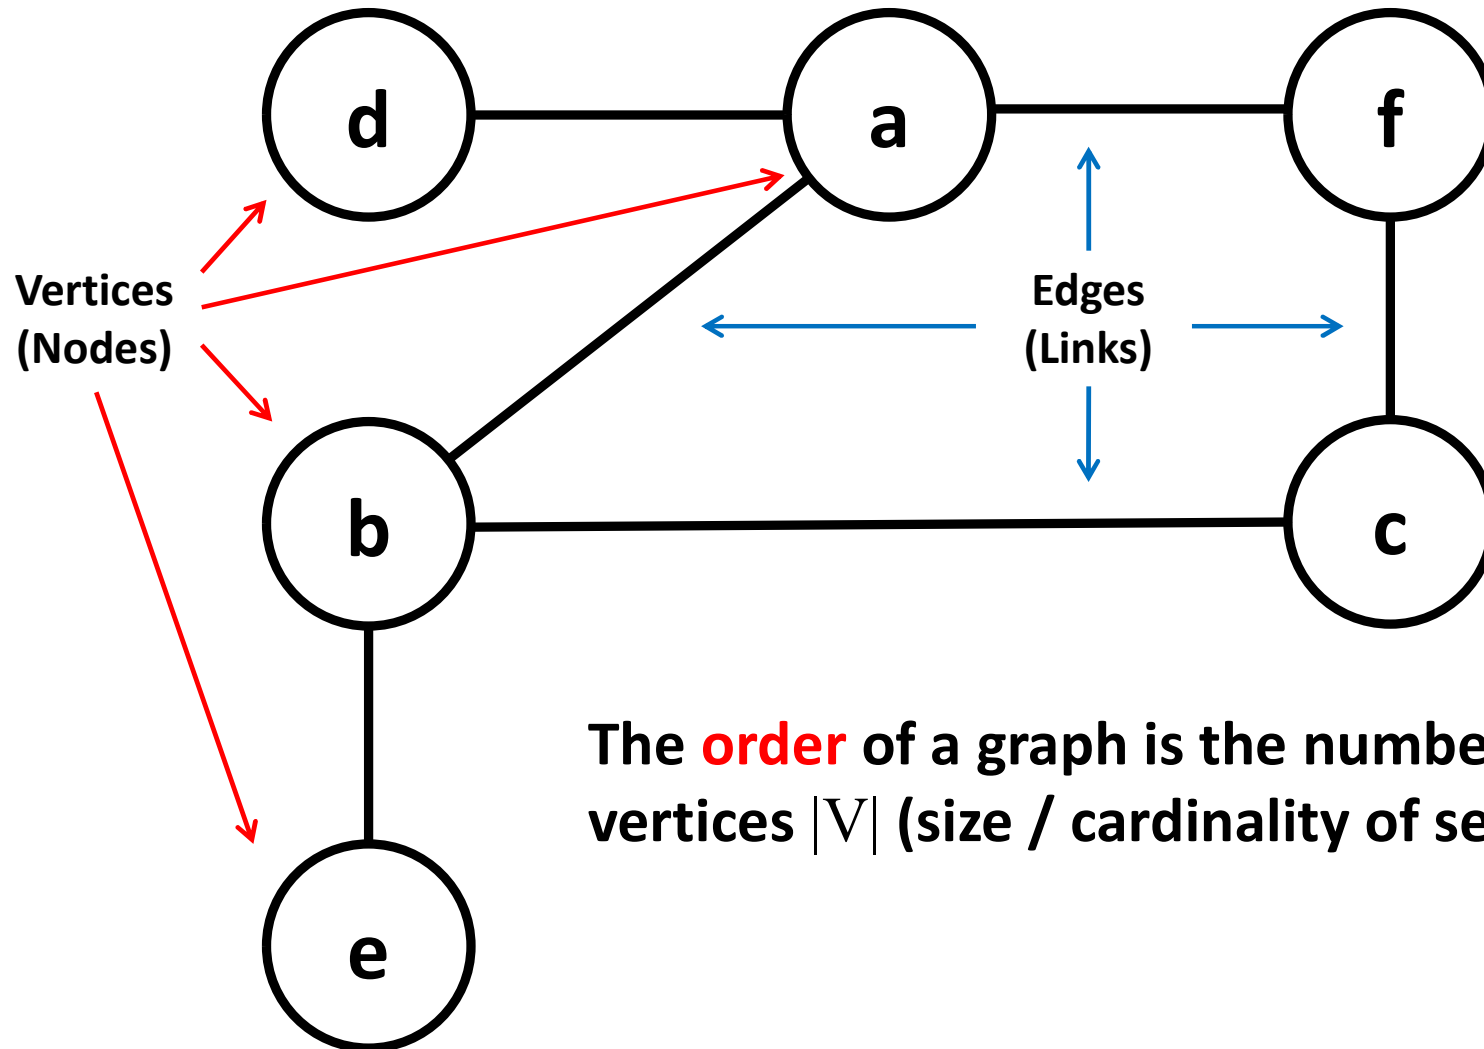 d
a
f
Vertices
(Nodes)
Edges
(Links)
b
c
The order of a graph is the numbe
vertices |V| (size / cardinality of se
e